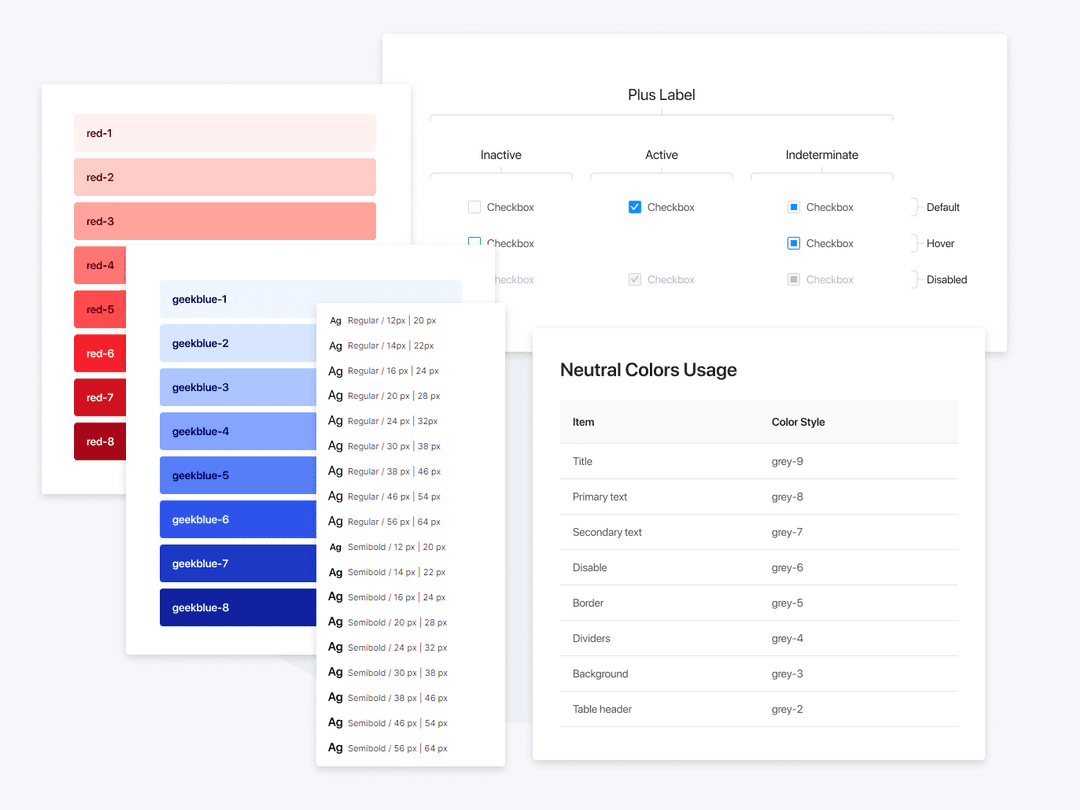 red-1
red-2
red-3
red-4
red-5
red-6
red-7
red-8
geekblue-1
geekblue-2
geekblue-3
geekblue-4
geekblue-5
geekblue-6
geekblue-7
geekblue-8
Ag Regular / 12px | 20 px
Ag Regular / 14px | 22px
Ag Regular / 16 px | 24 px
Ag Regular / 20 px | 28 px
Ag Regular / 24 px | 32px
Ag Regular / 30 px | 38 px
Ag Regular / 38 px | 46 px
Ag Regular / 46 px | 54 px
Ag Regular / 56 px | 64 px
Ag Semibold / 12 px | 20 px
Ag Semibold / 14 px | 22 px
Ag Semibold / 16 px | 24 px
Ag Semibold / 20 px | 28 px
Ag Semibold / 24 px | 32 px
Ag Semibold / 30 px | 38 px
Ag Semibold / 38 px | 46 px
Ag Semibold / 46 px | 54 px
Ag Semibold / 56 px | 64 px
Plus Label
Inactive Active Indeterminate
Checkbox Checkbox Checkbox Default
Checkbox Checkbox Hover
heckbox Checkbox Checkbox Disabled
Neutral Colors Usage
Item Color Style
Title grey-9
Primary text grey-8
Secondary text grey-7
Disable grey-6
Border grey-5
Dividers grey-4
Background grey-3
Table header grey-2